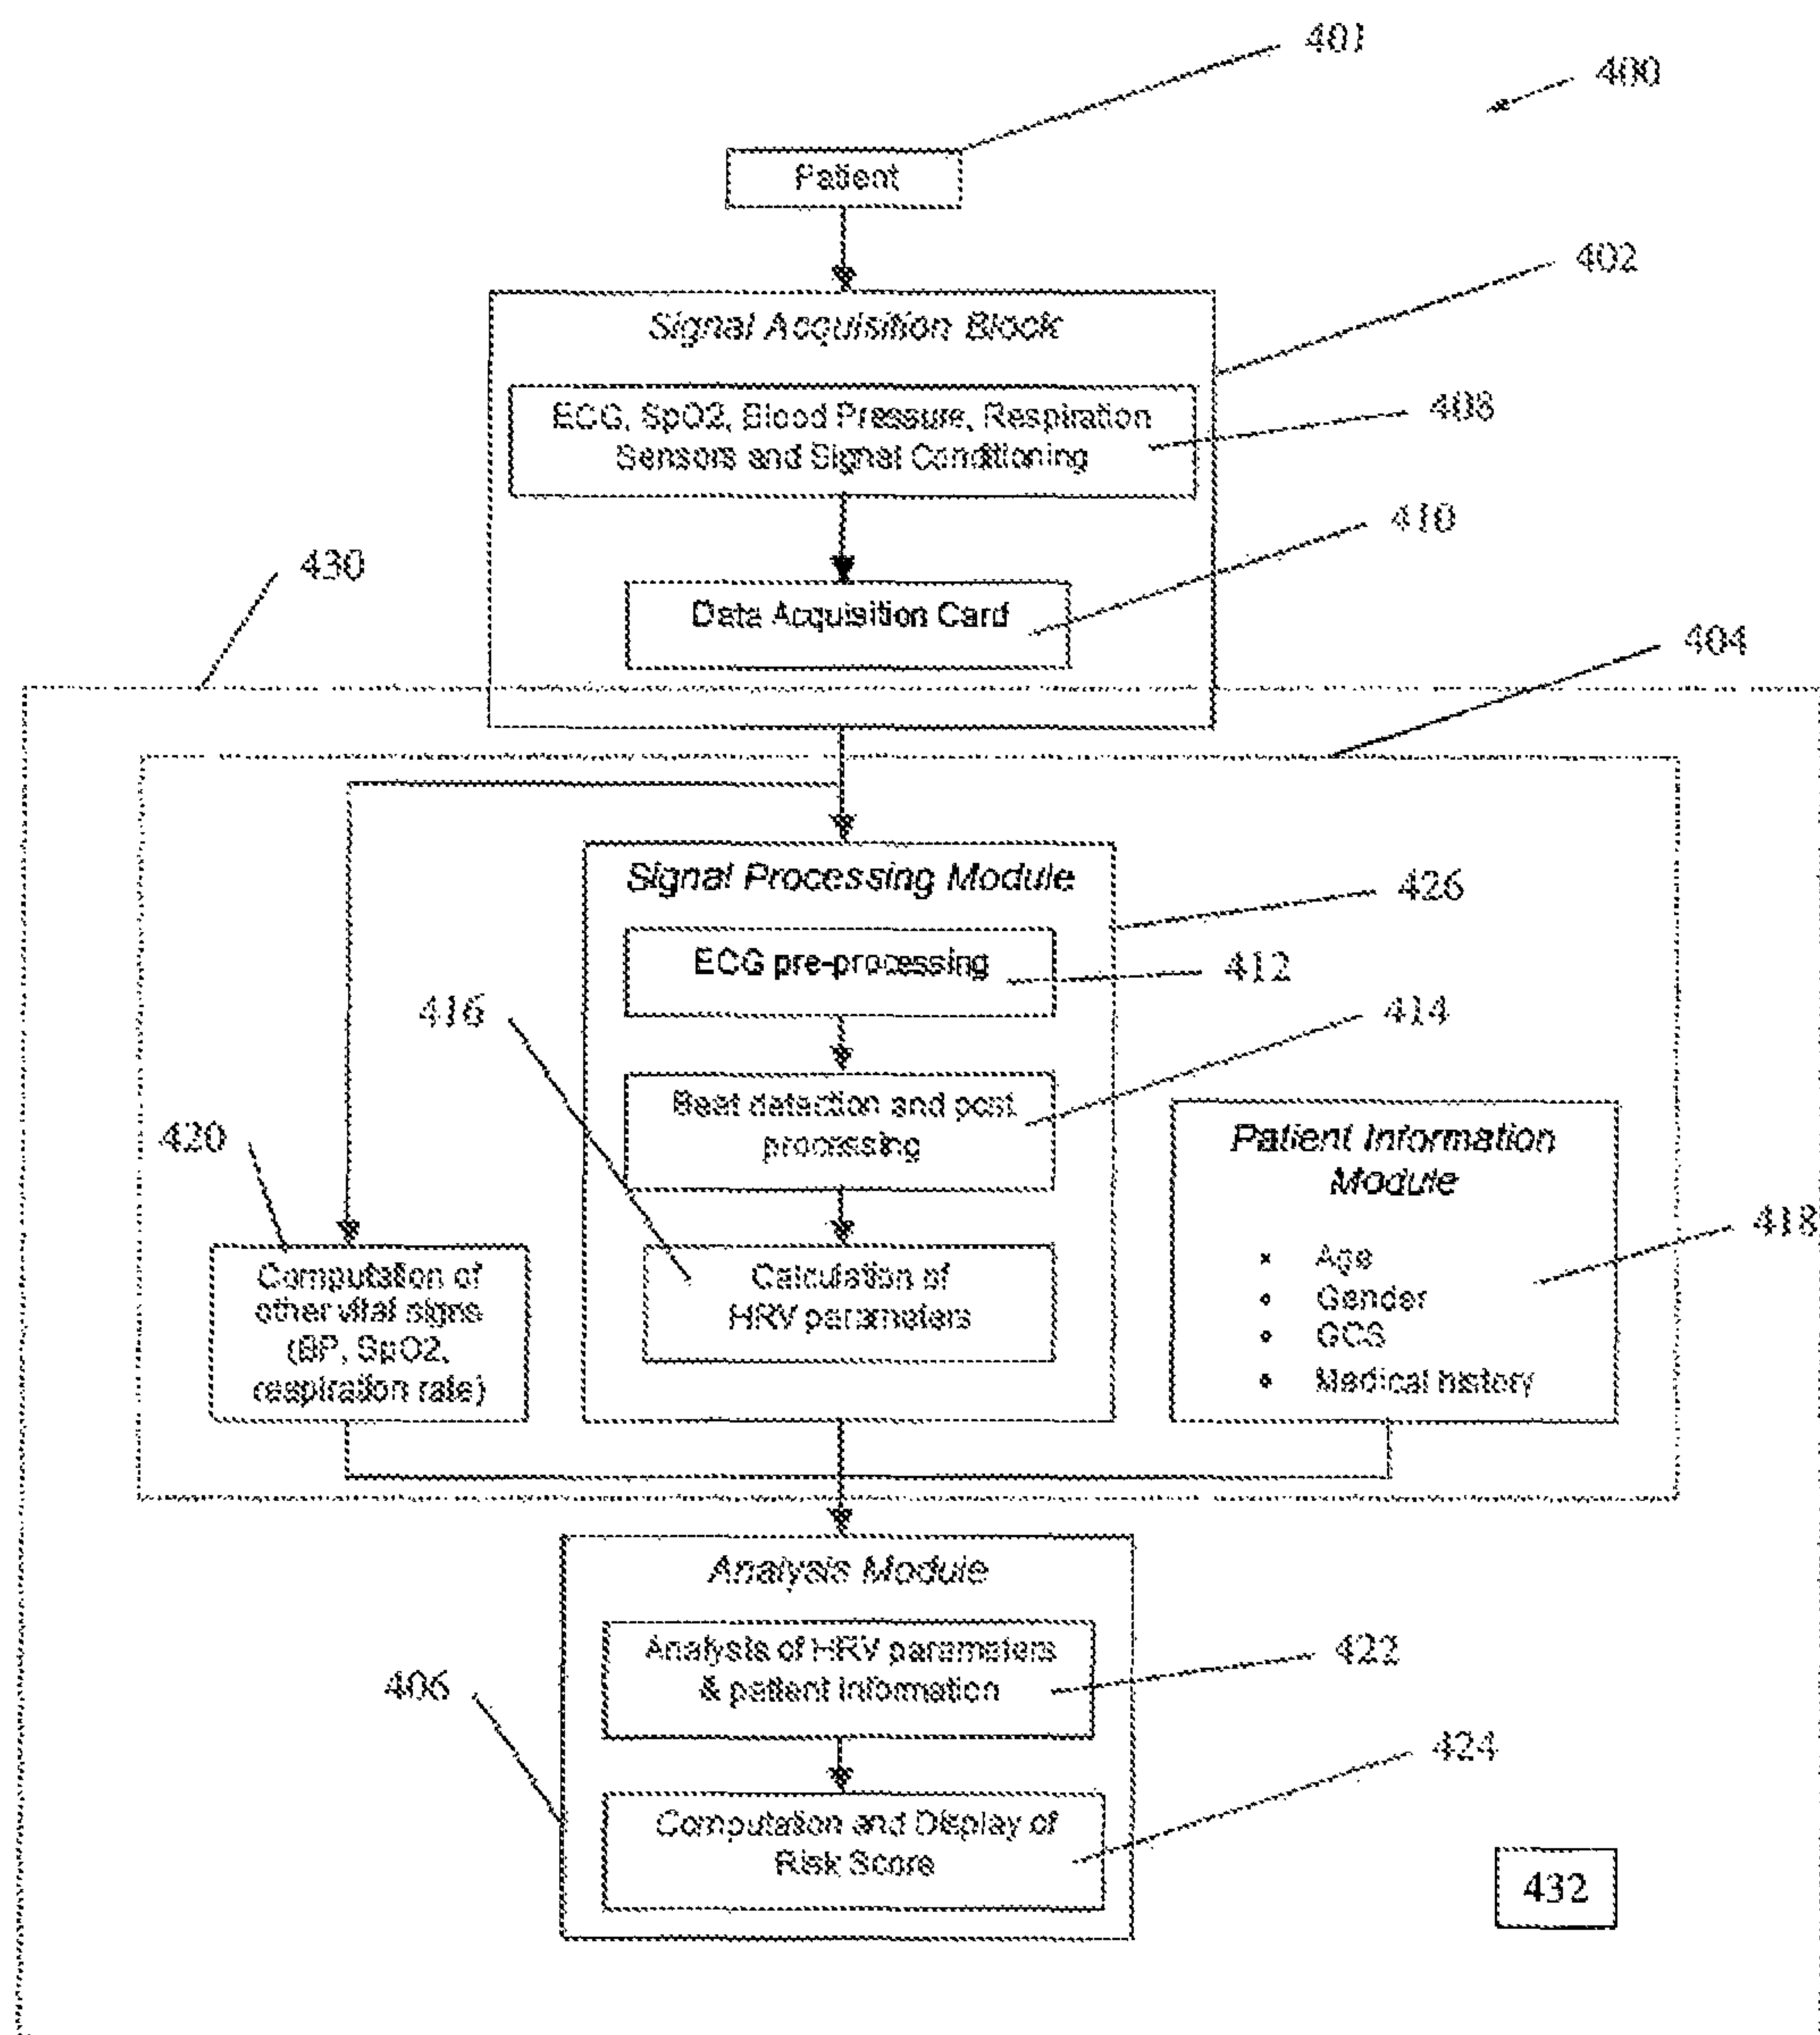 401
400
Patient
402
Signal Acquisition Block
ECG, SpO2, Blood Pressure, Respiration
Sensors and Signal Conditioning
408
410
430
Data Acquisition Card
404
Signal Processing Module
426
ECG pre-processing
412
416
414
Beat detection and post
processing
420
Patient Information
Module
418
Computation of
other vital signs
(BP, SpO2,
respiration rate)
Calculation of
HRV parameters
× Age
• Gender
• GCS
• Medical history
Analysis Module
Analysis of HRV parameters
& patient information
422
406
424
Computation and Display of
Risk Score
432